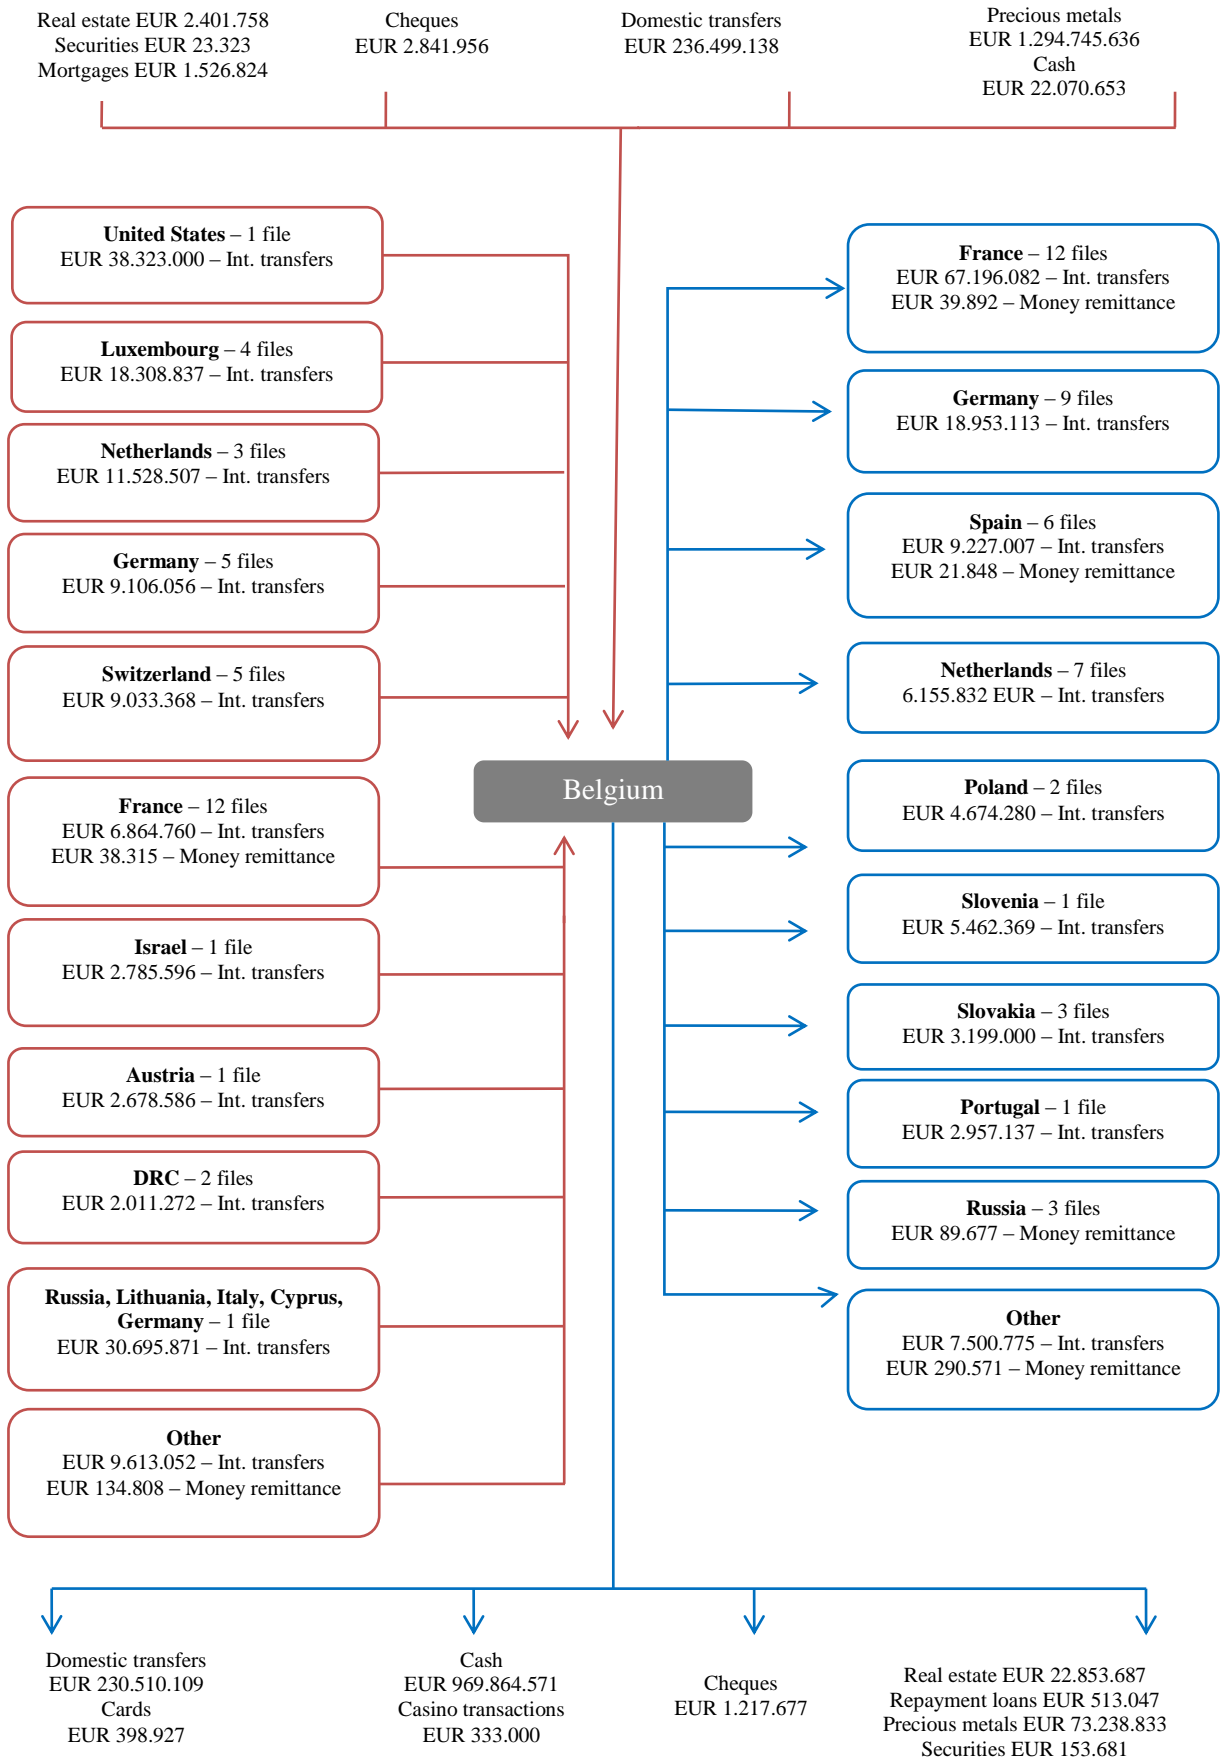 Real estate EUR 2.401.758
Securities EUR 23.323
Mortgages EUR 1.526.824
Cheques
EUR 2.841.956
Domestic transfers
EUR 236.499.138
Precious metals
EUR 1.294.745.636
Cash
EUR 22.070.653
United States – 1 file
EUR 38.323.000 – Int. transfers
Luxembourg – 4 files
EUR 18.308.837 – Int. transfers
Netherlands – 3 files
EUR 11.528.507 – Int. transfers
Germany – 5 files
EUR 9.106.056 – Int. transfers
Switzerland – 5 files
EUR 9.033.368 – Int. transfers
France – 12 files
EUR 6.864.760 – Int. transfers
EUR 38.315 – Money remittance
Israel – 1 file
EUR 2.785.596 – Int. transfers
Austria – 1 file
EUR 2.678.586 – Int. transfers
DRC – 2 files
EUR 2.011.272 – Int. transfers
Russia, Lithuania, Italy, Cyprus,
Germany – 1 file
EUR 30.695.871 – Int. transfers
Other
EUR 9.613.052 – Int. transfers
EUR 134.808 – Money remittance
Belgium
France – 12 files
EUR 67.196.082 – Int. transfers
EUR 39.892 – Money remittance
Germany – 9 files
EUR 18.953.113 – Int. transfers
Spain – 6 files
EUR 9.227.007 – Int. transfers
EUR 21.848 – Money remittance
Netherlands – 7 files
6.155.832 EUR – Int. transfers
Poland – 2 files
EUR 4.674.280 – Int. transfers
Slovenia – 1 file
EUR 5.462.369 – Int. transfers
Slovakia – 3 files
EUR 3.199.000 – Int. transfers
Portugal – 1 file
EUR 2.957.137 – Int. transfers
Russia – 3 files
EUR 89.677 – Money remittance
Other
EUR 7.500.775 – Int. transfers
EUR 290.571 – Money remittance
Domestic transfers
EUR 230.510.109
Cards
EUR 398.927
Cash
EUR 969.864.571
Casino transactions
EUR 333.000
Cheques
EUR 1.217.677
Real estate EUR 22.853.687
Repayment loans EUR 513.047
Precious metals EUR 73.238.833
Securities EUR 153.681